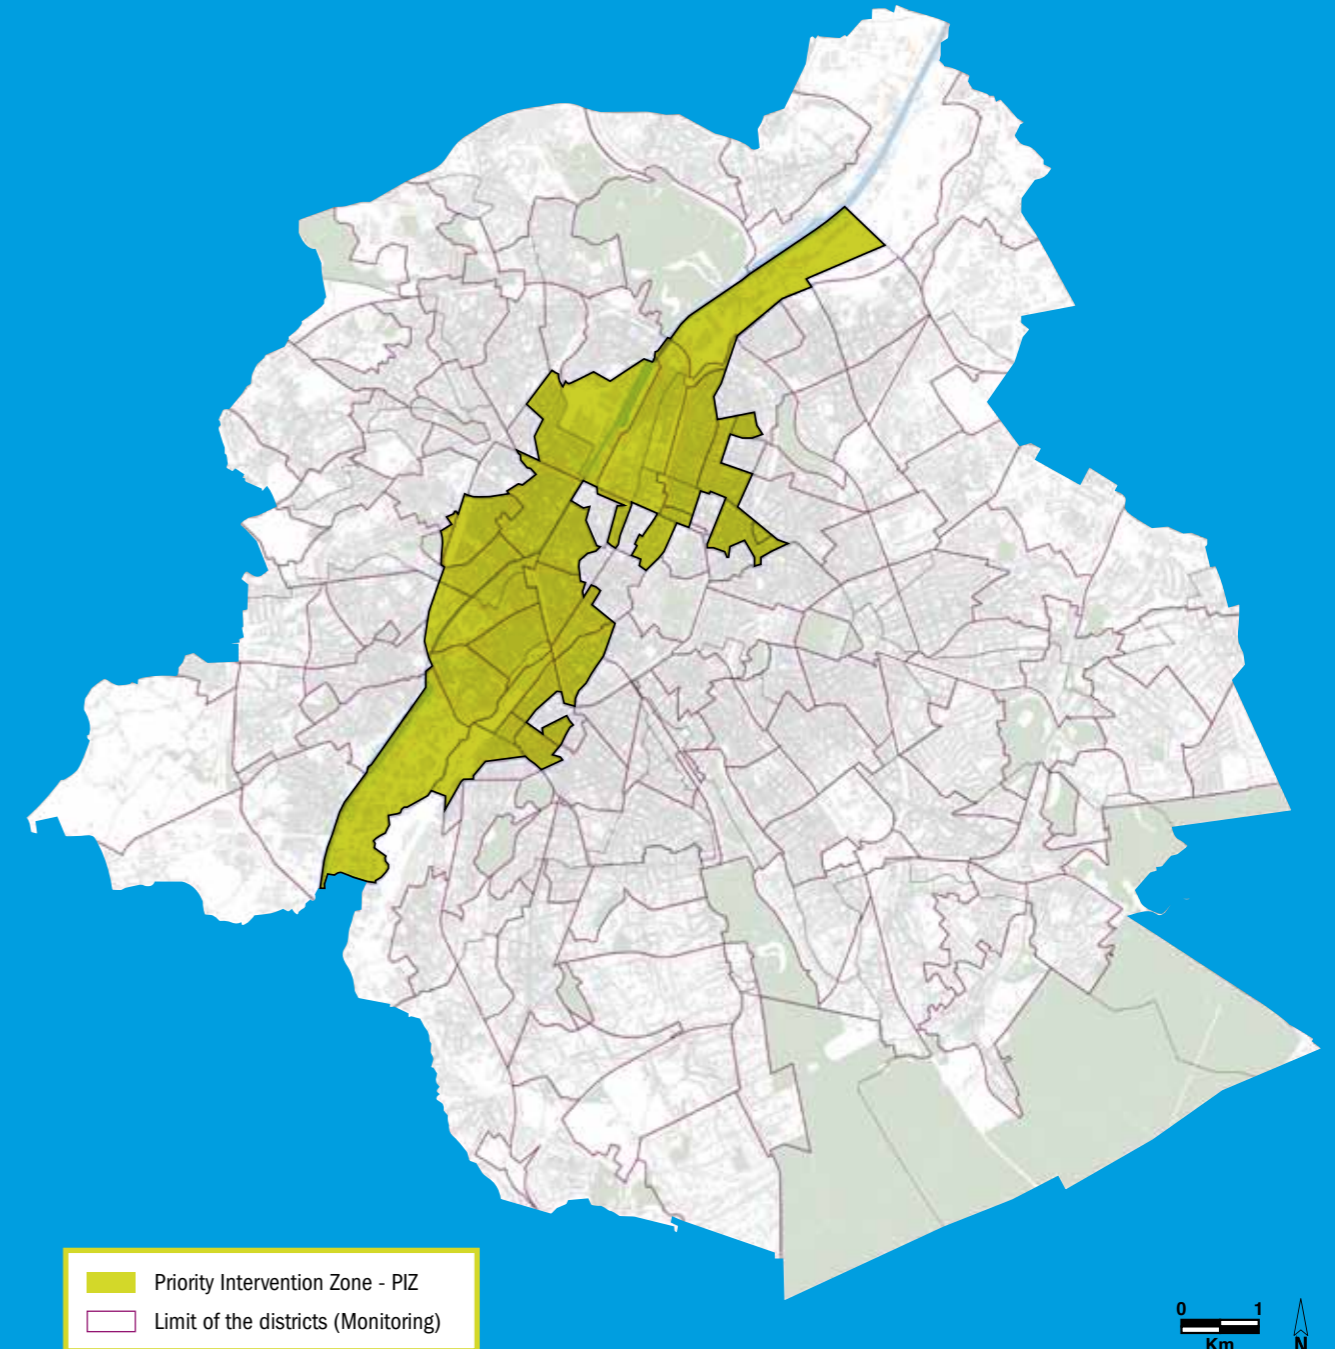 Priority Intervention Zone - PIZ
Limit of the districts (Monitoring)
0 1
Km
N